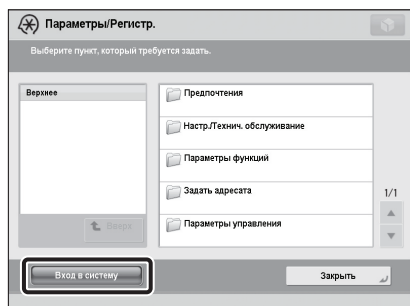 Параметры/Регистр.
Выберите пункт, который требуется задать.
Верхнее
Предпочтения
Настр./Технич. обслуживание
Параметры функций
Задать адресата
Параметры управления
1/1
Вверх
Вход в систему
Закрыть